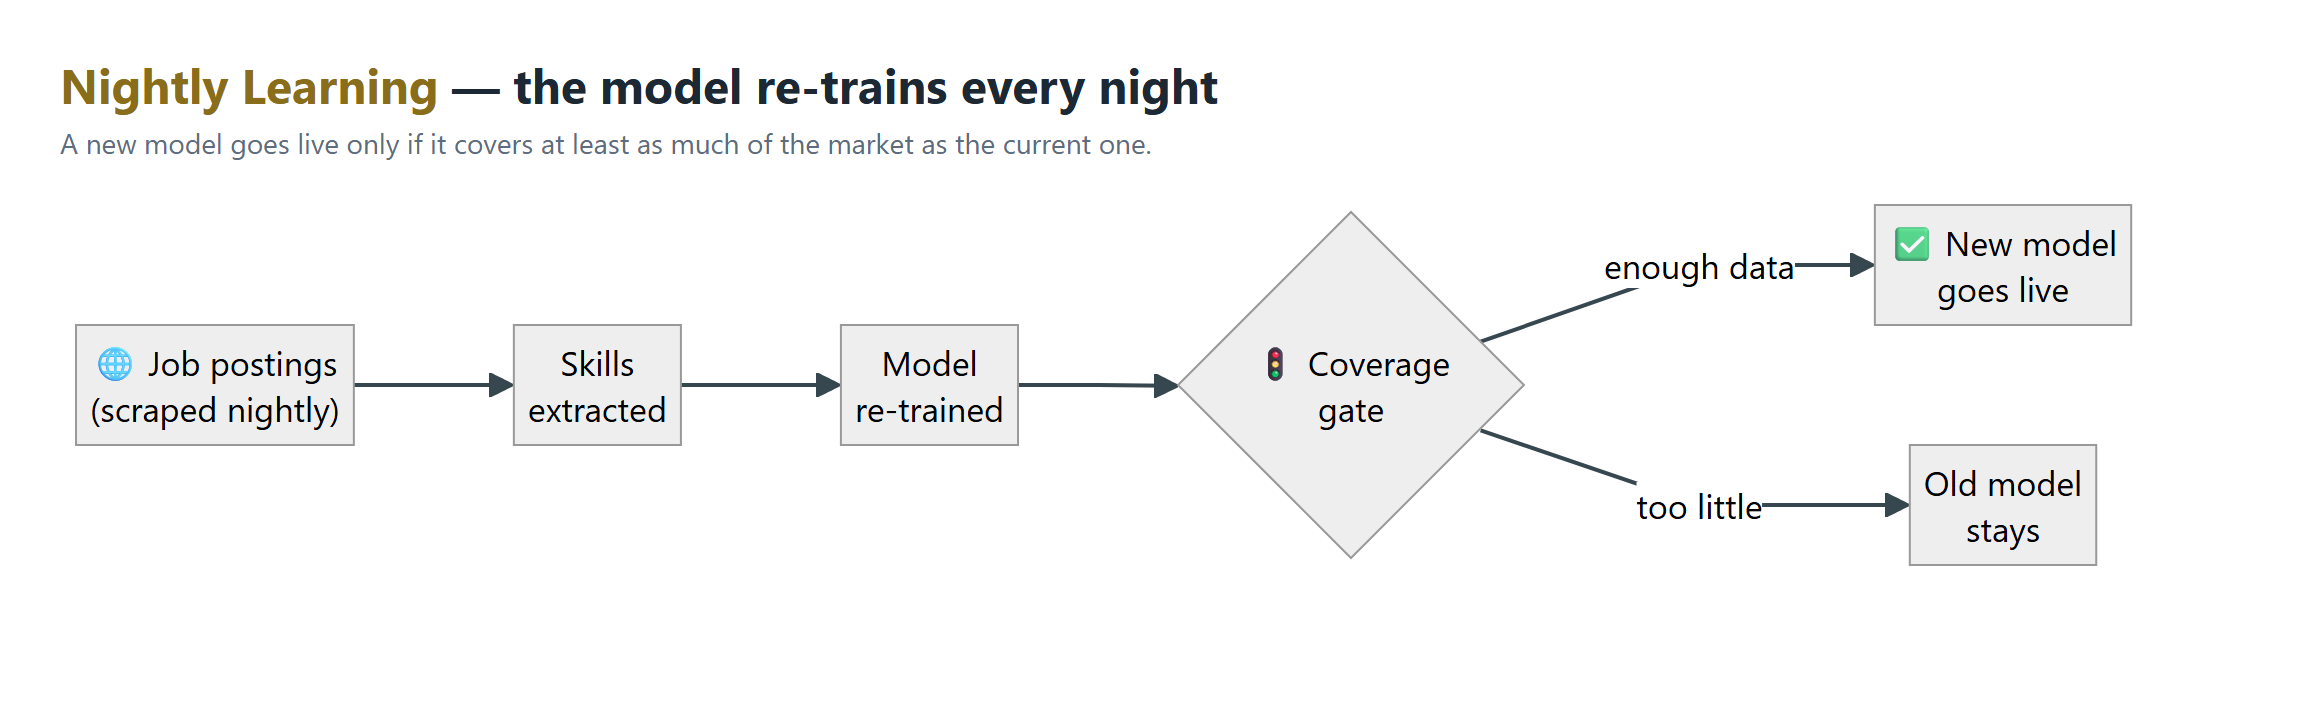 Nightly Learning — the model re-trains every night
A new model goes live only if it covers at least as much of the market as the current one.
🌐 Job postings
(scraped nightly)
Skills
extracted
Model
re-trained
🚦 Coverage
gate
enough data
✅ New model
goes live
too little
Old model
stays